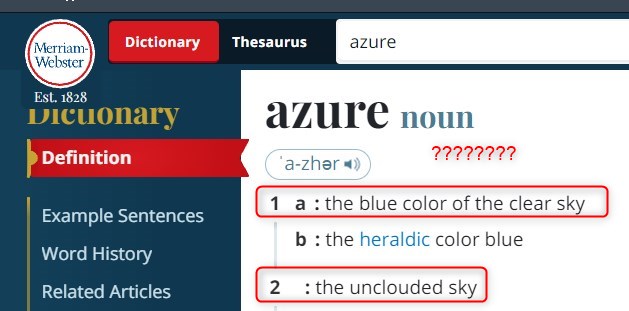 Merriam-
Webster
Est. 1828
Dictionary
Thesaurus
azure
Dictionary
Definition
Example Sentences
Word History
Related Articles
azure noun
ˈa-zhər
????????
1 a : the blue color of the clear sky
b : the heraldic color blue
2 : the unclouded sky